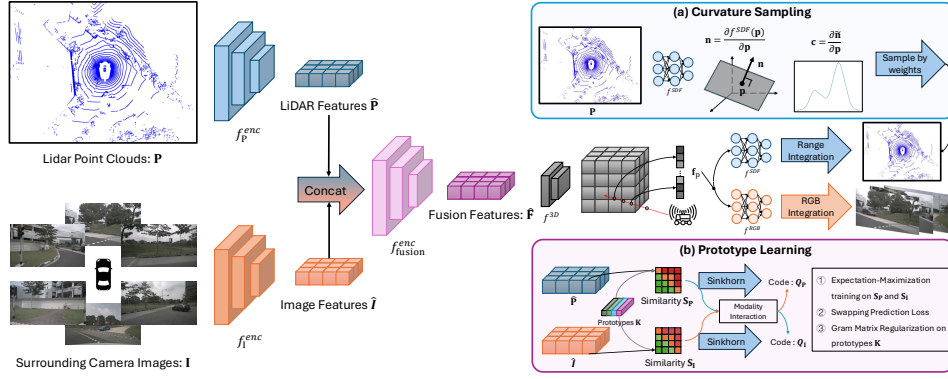 Lidar Point Clouds: P
f_P^enc
LiDAR Features P̂
Concat
f_fusion^enc
Fusion Features: F̂
Surrounding Camera Images: I
f_I^enc
Image Features Î
(a) Curvature Sampling
P
f^SDF
n = ∂f^SDF(p) / ∂p
n
p
c = ∂n̂ / ∂p
Sample by
weights
f^3D
f_p
f^SDF
Range
Integration
f^RGB
RGB
Integration
(b) Prototype Learning
P̂
Prototypes K
Î
Similarity S_P
Similarity S_I
Sinkhorn
Sinkhorn
Modality
Interaction
Code : Q_P
Code : Q_I
① Expectation-Maximization
training on S_P and S_I
② Swapping Prediction Loss
③ Gram Matrix Regularization on
prototypes K